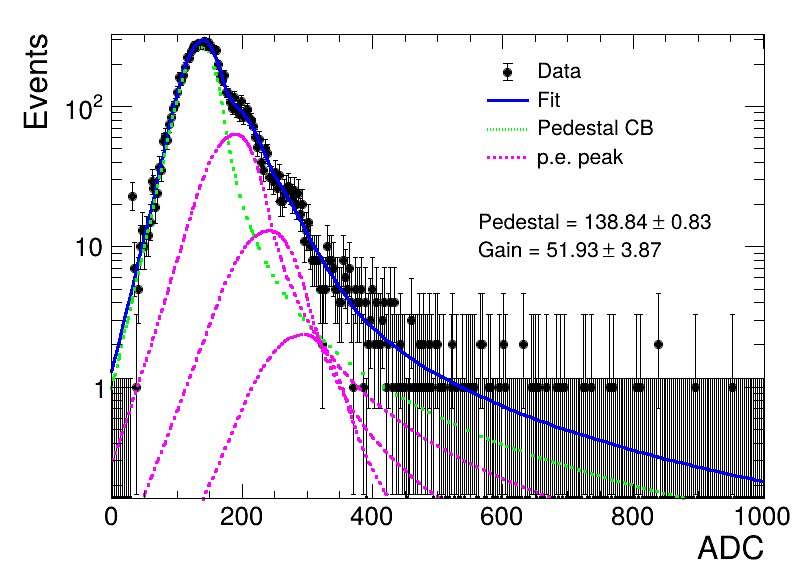 Events
10²
10
1
0
200
400
600
800
1000
ADC
Data
Fit
Pedestal CB
p.e. peak
Pedestal = 138.84 ± 0.83
Gain = 51.93 ± 3.87